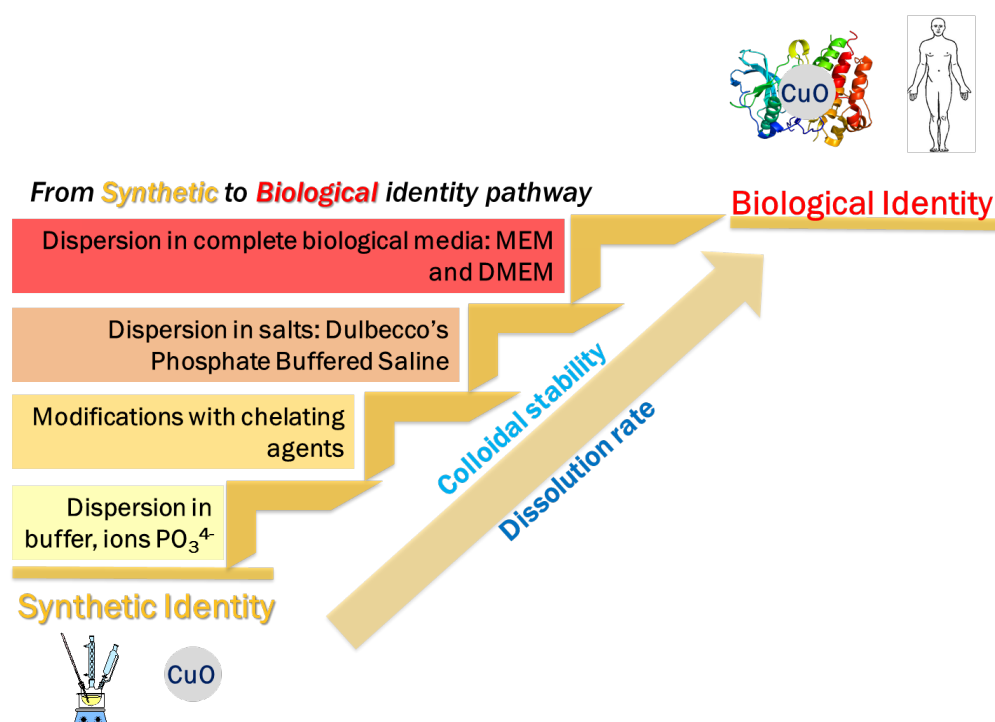 CuO
From Synthetic to Biological identity pathway
Biological Identity
Dispersion in complete biological media: MEM
and DMEM
Dispersion in salts: Dulbecco's
Phosphate Buffered Saline
Modifications with chelating
agents
Colloidal stability
Dissolution rate
Dispersion in
buffer, ions PO₃⁴⁻
Synthetic Identity
CuO